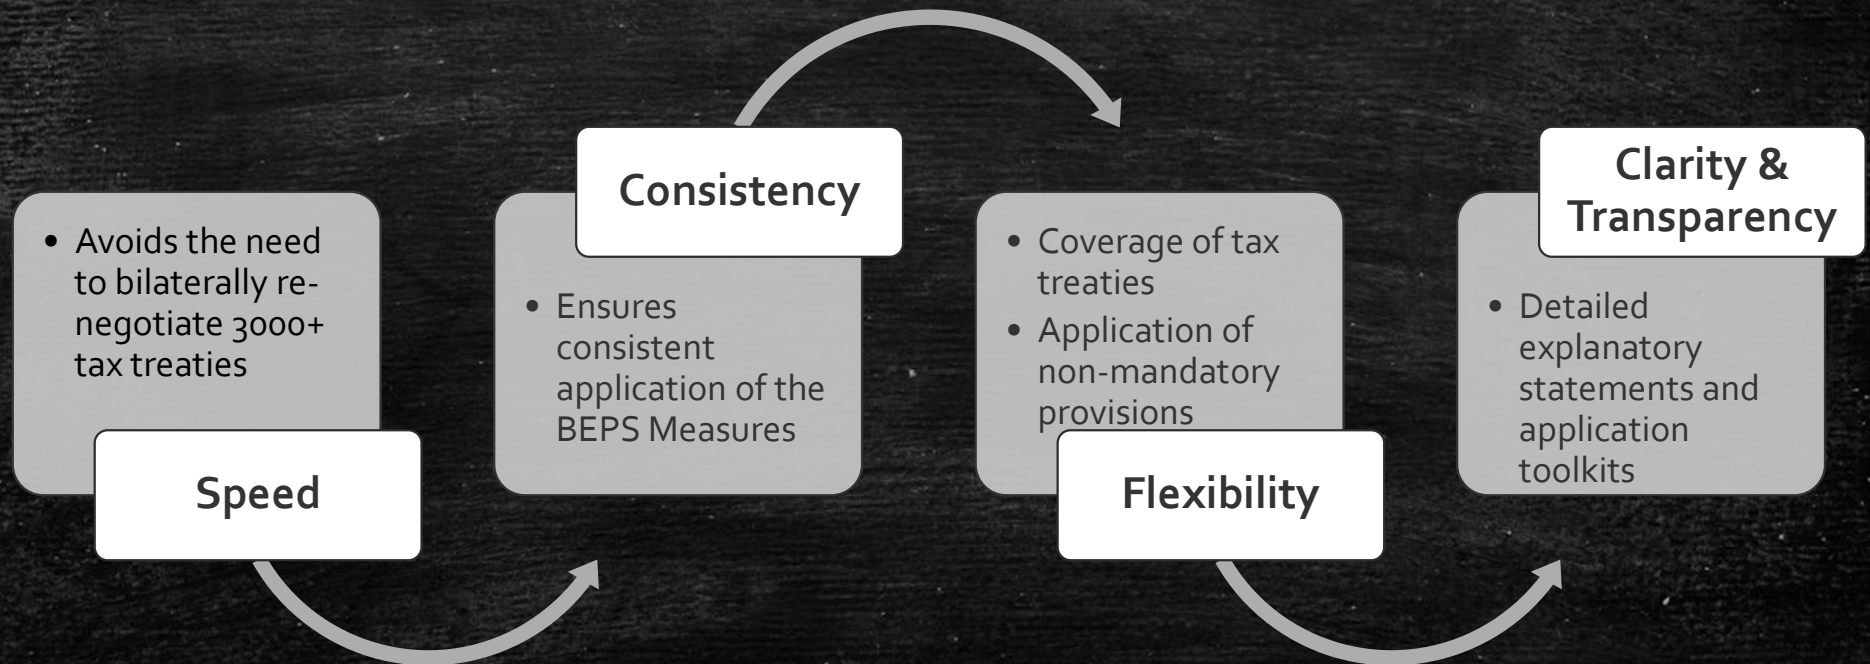 • Avoids the need
to bilaterally re-
negotiate 3000+
tax treaties
Speed
Consistency
• Ensures
consistent
application of the
BEPS Measures
• Coverage of tax
treaties
• Application of
non-mandatory
provisions
Flexibility
Clarity &
Transparency
• Detailed
explanatory
statements and
application
toolkits